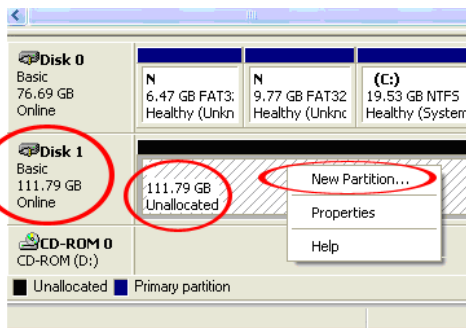 Disk 0
Basic
76.69 GB
Online
N
6.47 GB FAT3:
Healthy (Unkn
N
9.77 GB FAT32
Healthy (Unknc
(C:)
19.53 GB NTFS
Healthy (System
Disk 1
Basic
111.79 GB
Online
111.79 GB
Unallocated
New Partition...
Properties
Help
CD-ROM 0
CD-ROM (D:)
Unallocated Primary partition